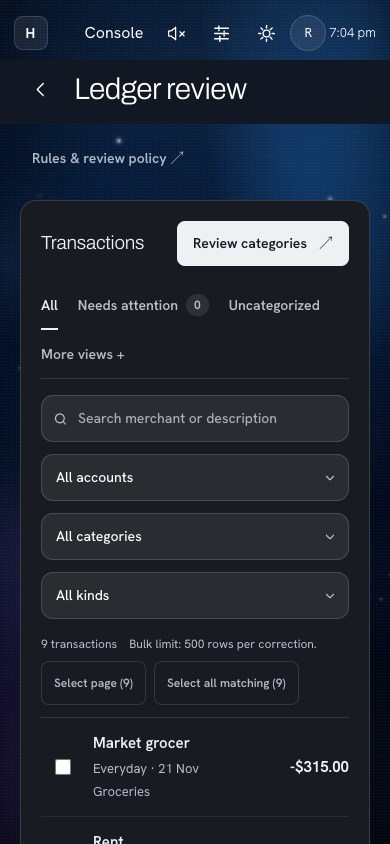 H Console R 7:04 pm
Ledger review
Rules & review policy
Transactions Review categories
All Needs attention 0 Uncategorized
More views +
Search merchant or description
All accounts
All categories
All kinds
9 transactions Bulk limit: 500 rows per correction.
Select page (9) Select all matching (9)
Market grocer
Everyday · 21 Nov -$315.00
Groceries
Rent